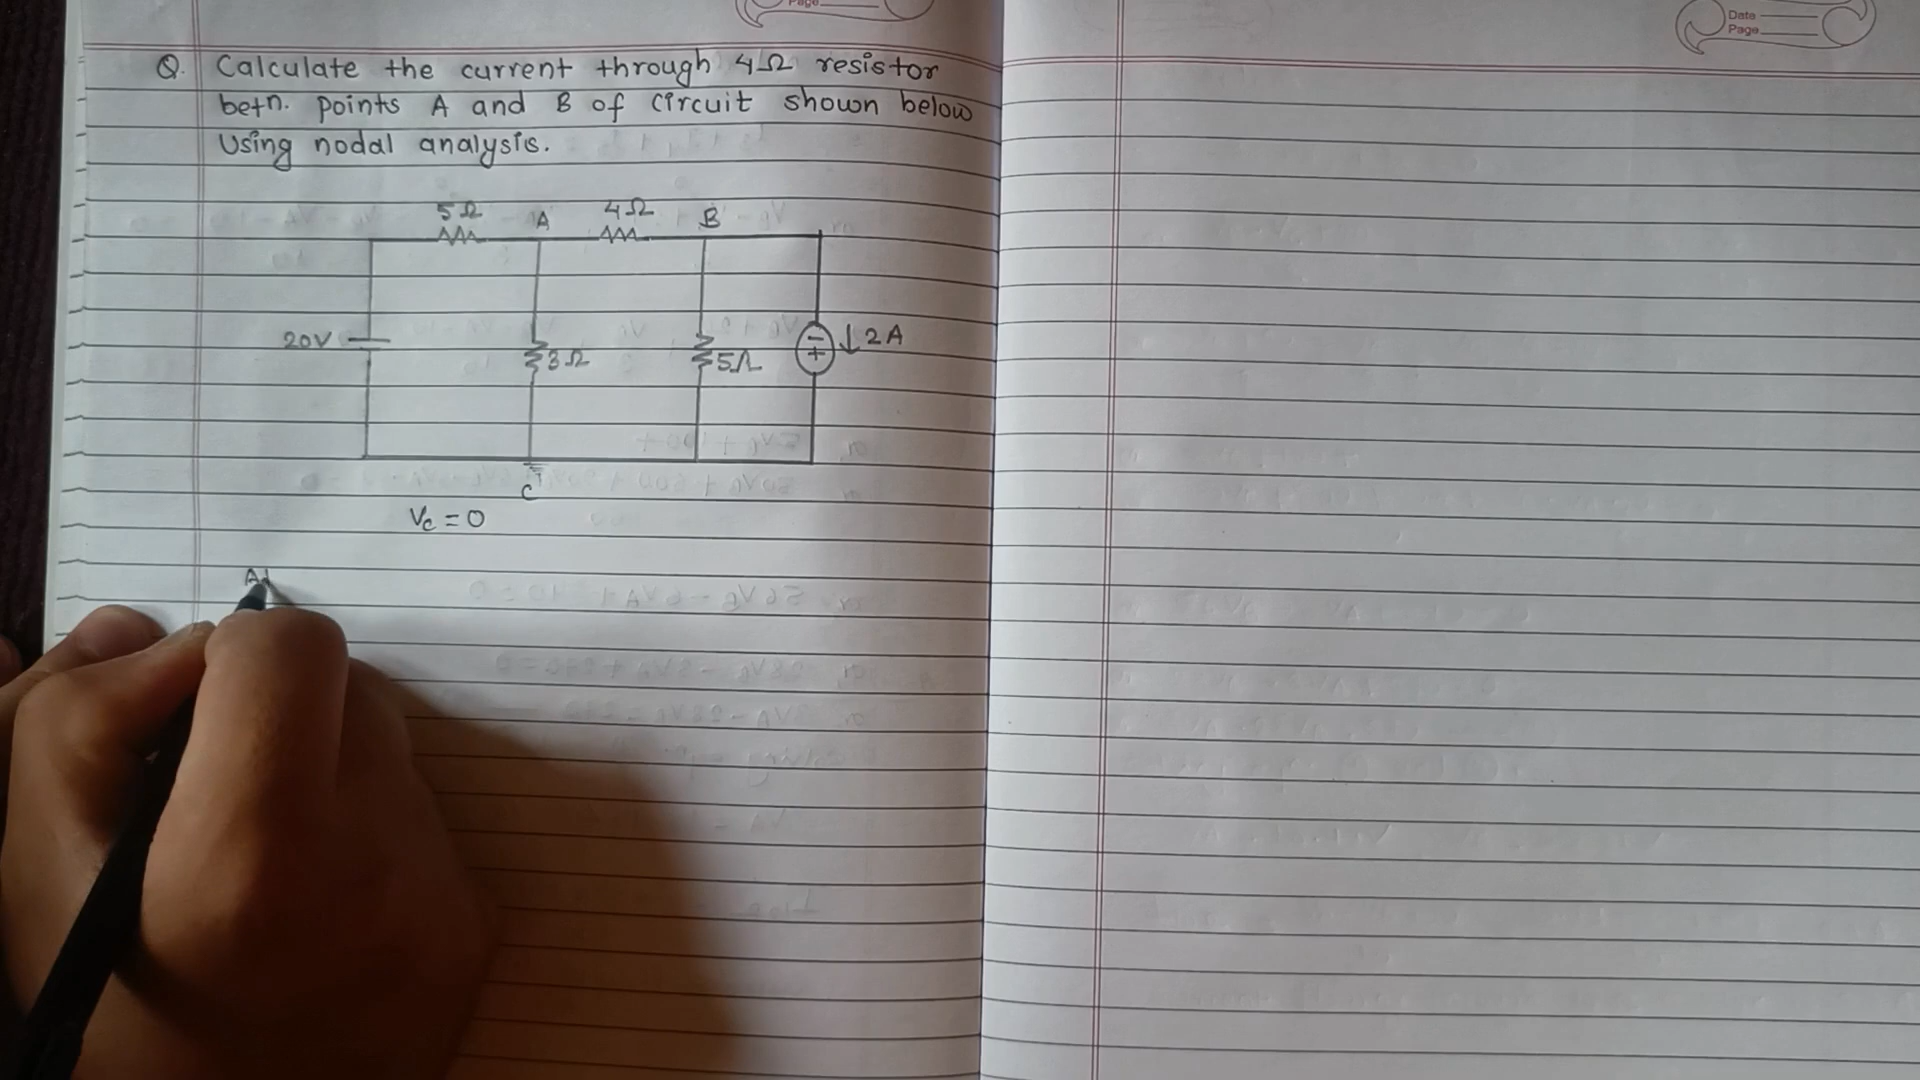 Page
Date
Page
Q. Calculate the current through 4Ω resistor
betn. points A and B of circuit shown below
Using nodal analysis.
5Ω A 4Ω B
20V 3Ω 5Ω - + ↓2A
C
Vc = 0